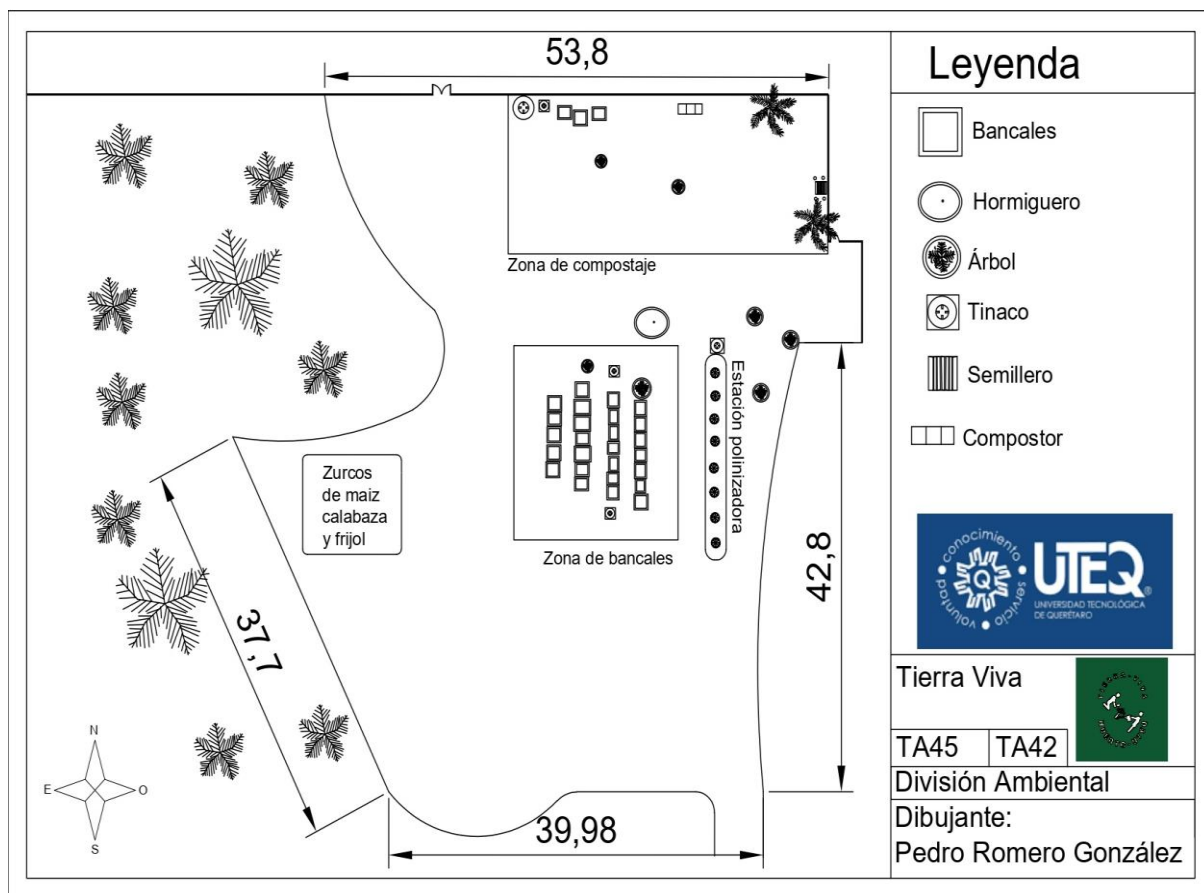 53,8
Leyenda
Bancales
Hormiguero
Árbol
Tinaco
Semillero
Compostor
Zona de compostaje
Estación polinizadora
Zurcos
de maiz
calabaza
y frijol
Zona de bancales
42,8
37,7
39,98
N
E
O
S
conocimiento
servicio
voluntad
Q
UTEQ®
UNIVERSIDAD TECNOLÓGICA
DE QUERÉTARO
Tierra Viva
TA45
TA42
División Ambiental
Dibujante:
Pedro Romero González